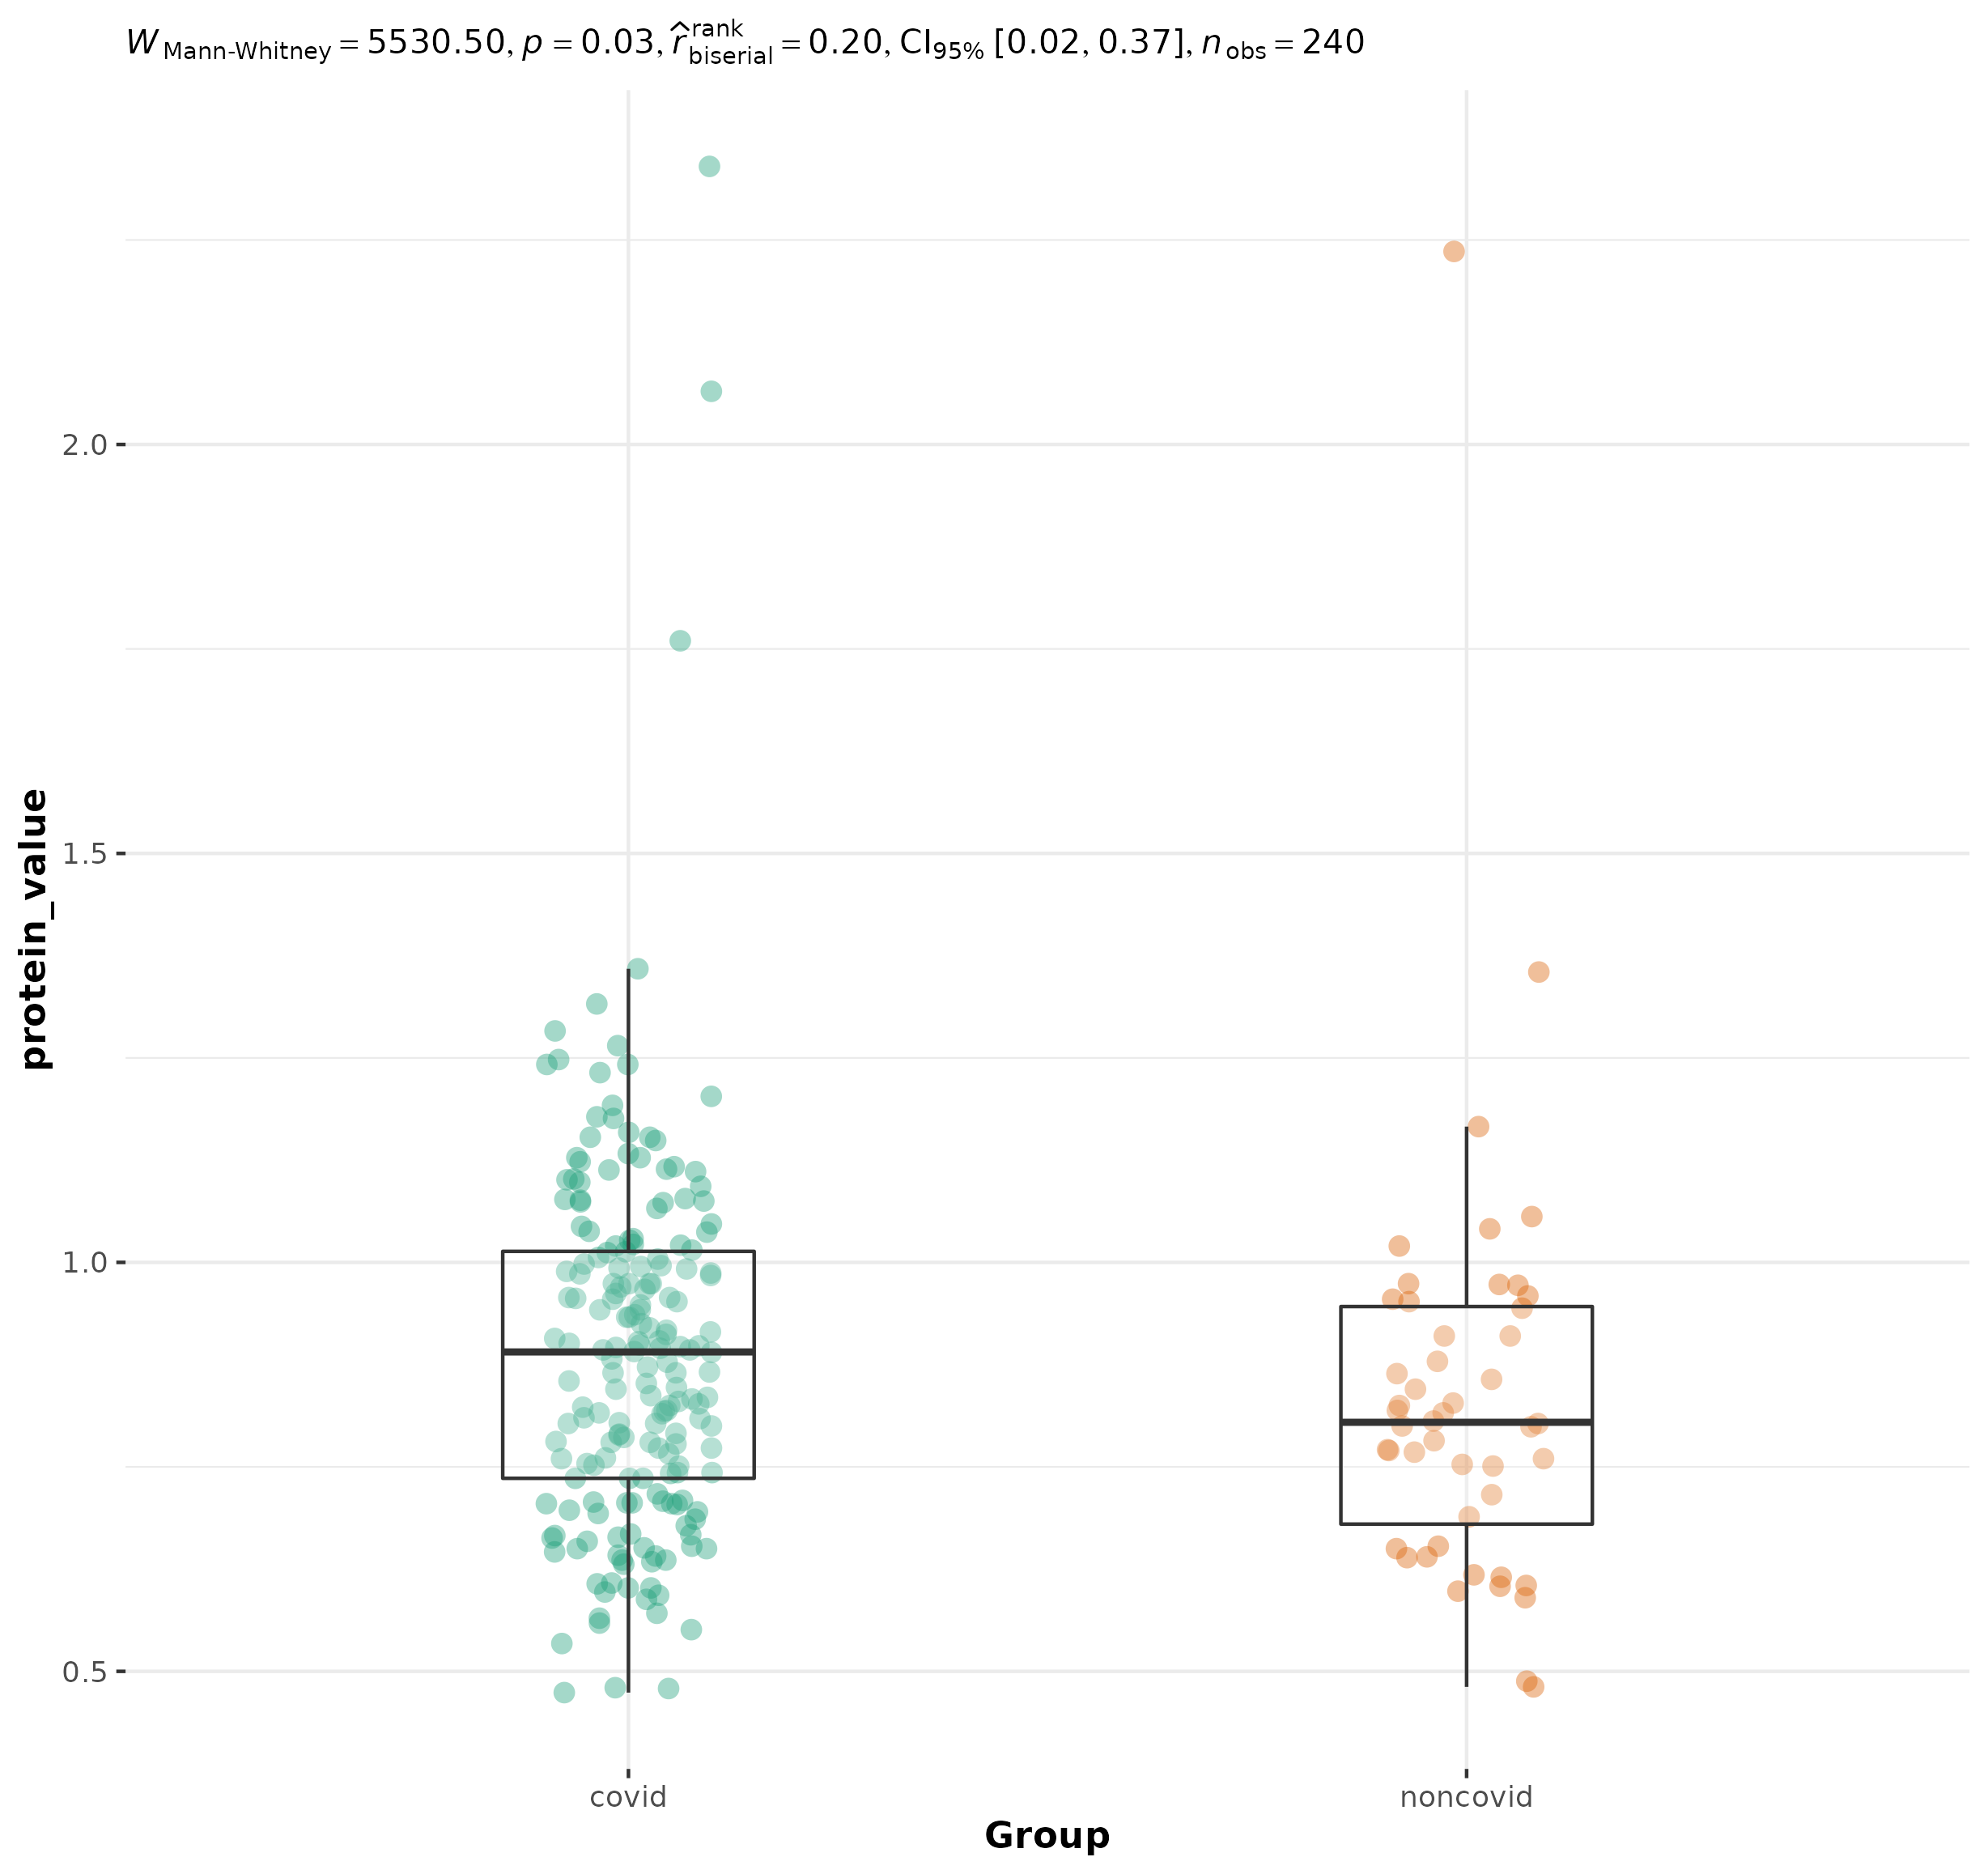 W Mann-Whitney = 5530.50, p = 0.03, r̂ rank biserial = 0.20, CI95% [0.02, 0.37], n obs = 240
protein_value
2.0
1.5
1.0
0.5
covid noncovid
Group